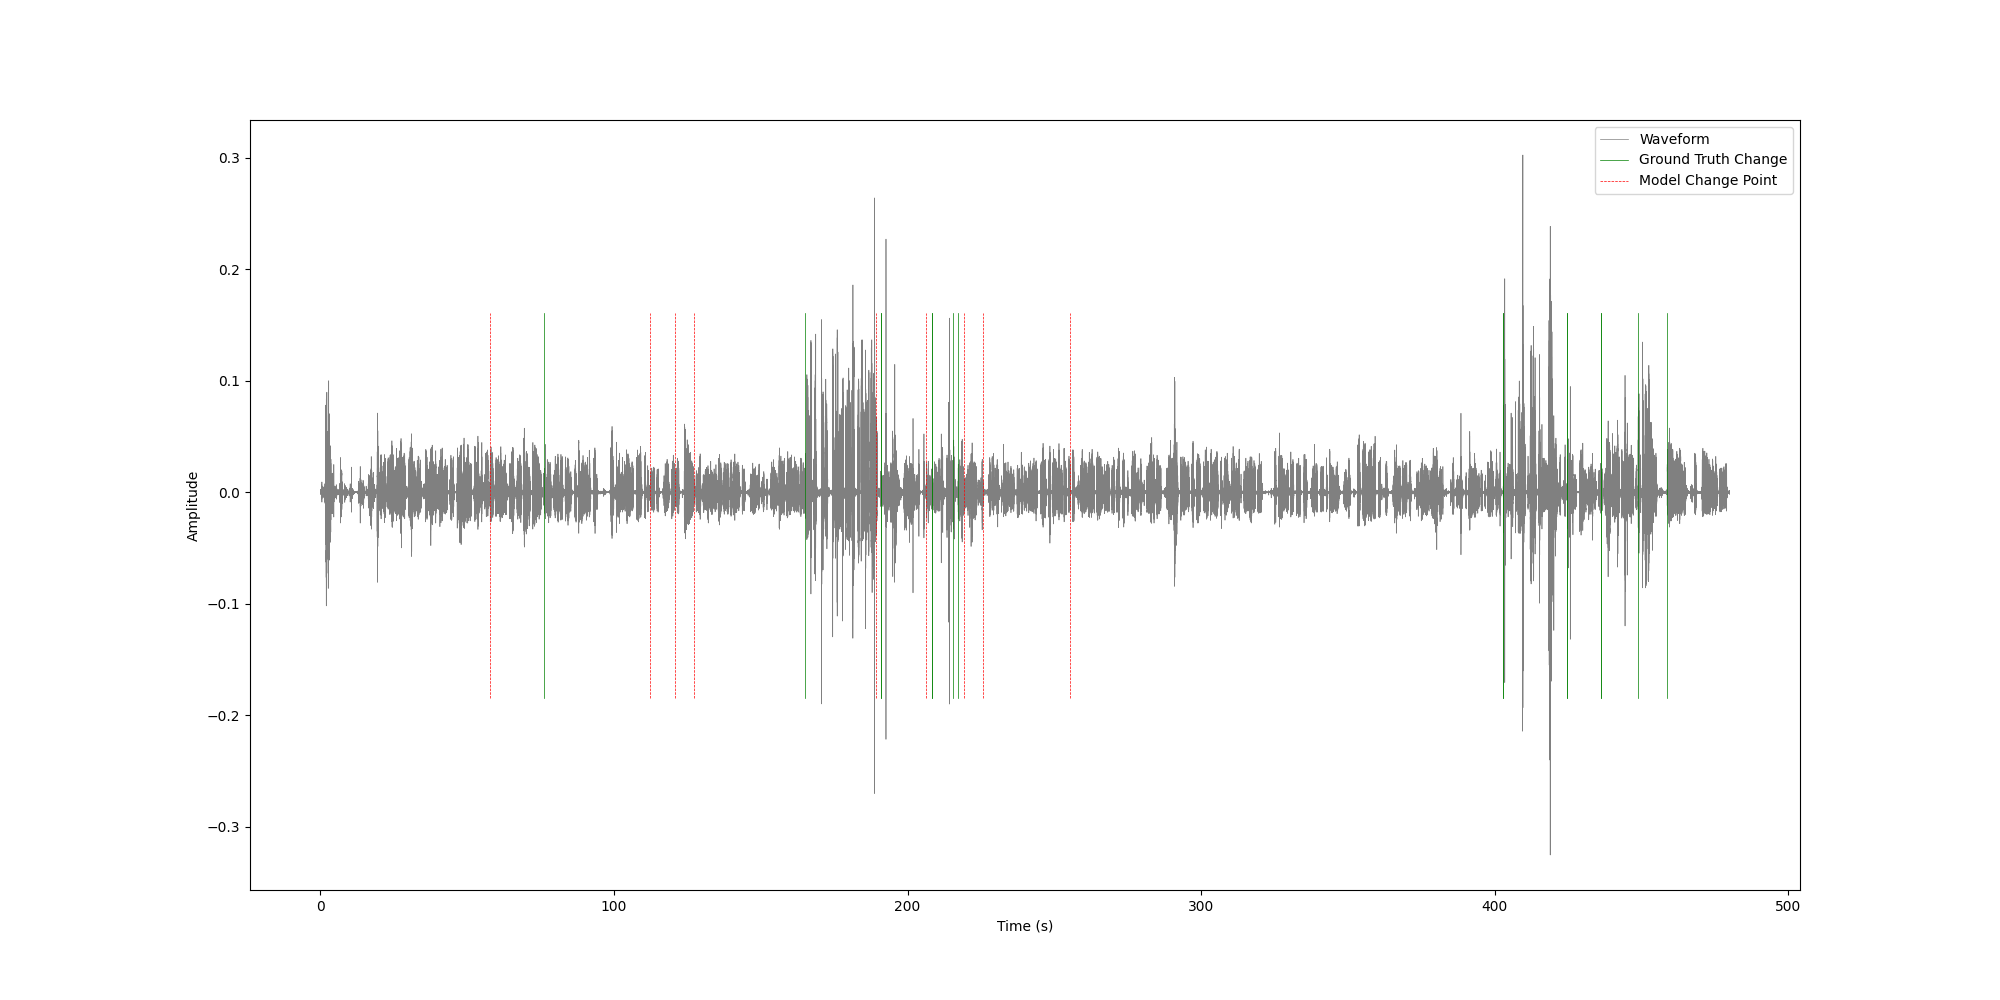 Waveform
Ground Truth Change
Model Change Point
0.3
0.2
0.1
0.0
−0.1
−0.2
−0.3
Amplitude
0 100 200 300 400 500
Time (s)